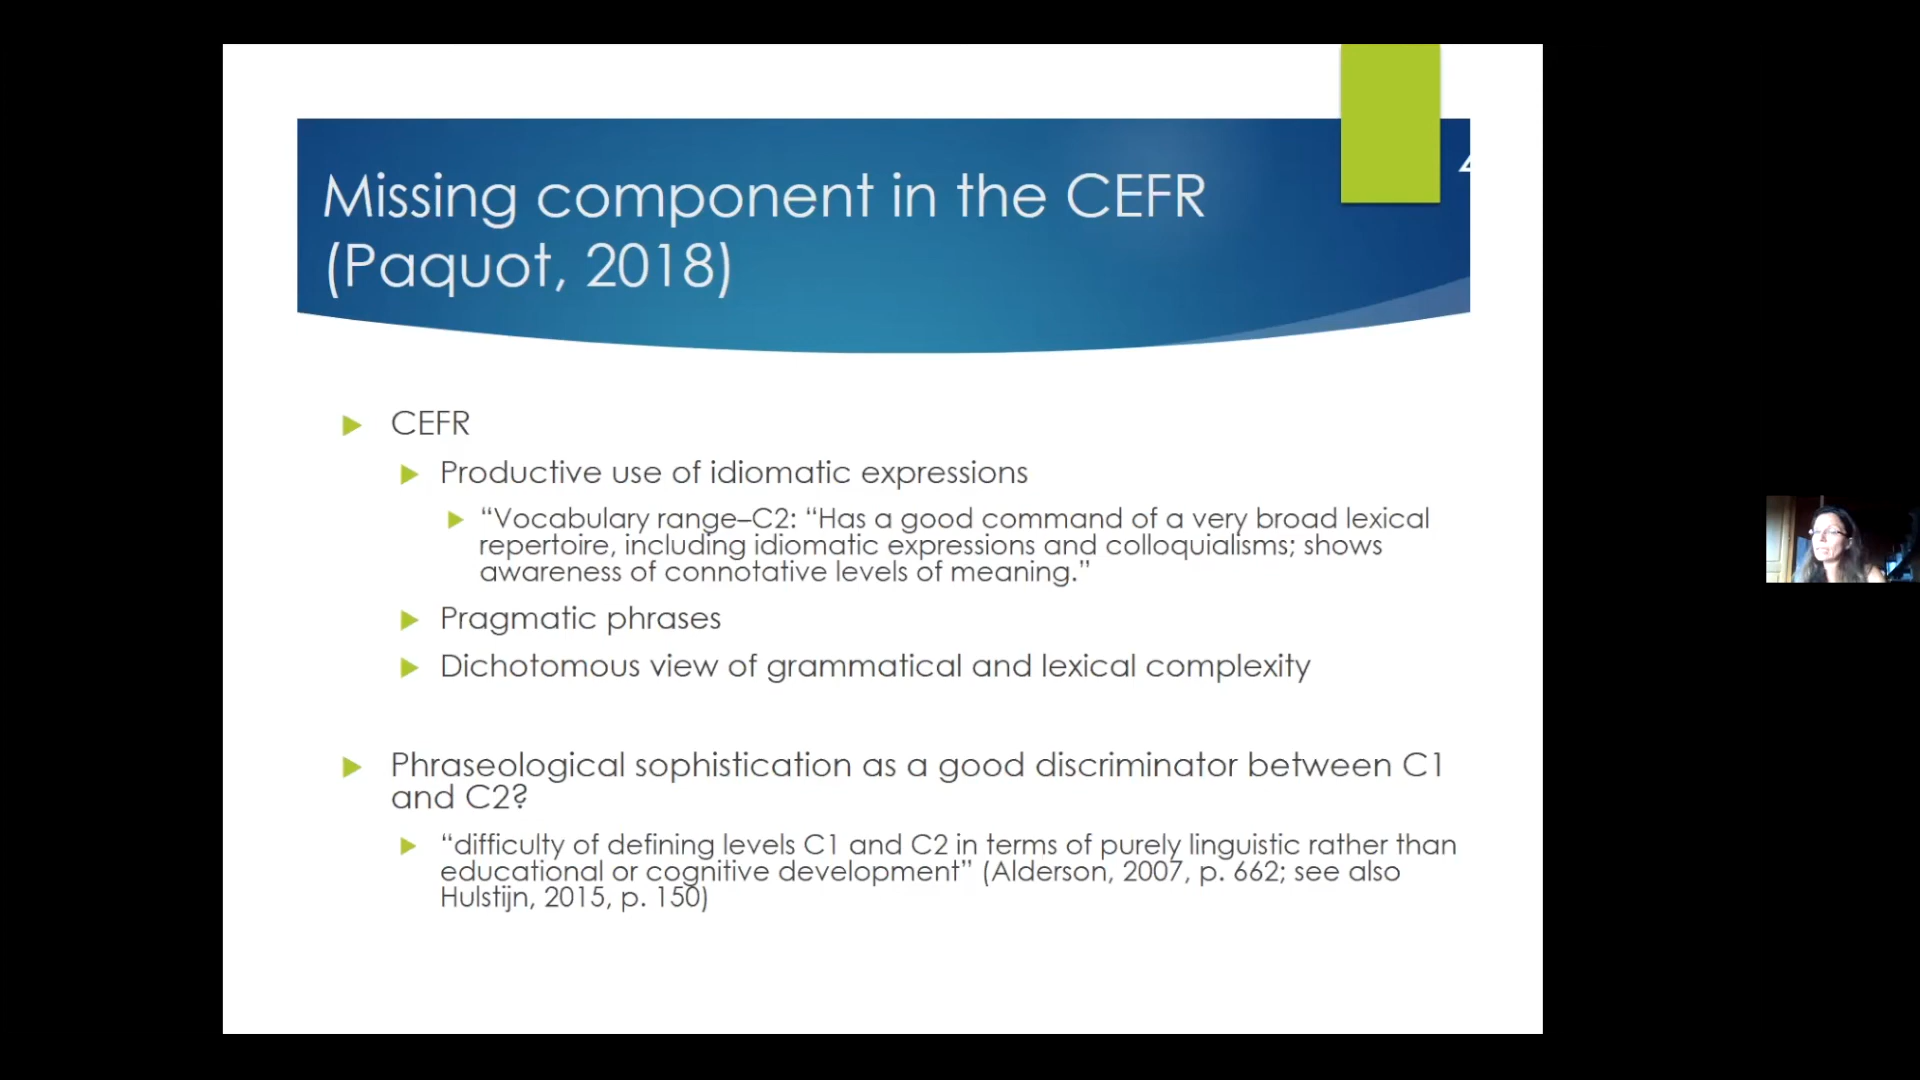 Missing component in the CEFR
(Paquot, 2018)
CEFR
Productive use of idiomatic expressions
“Vocabulary range–C2: “Has a good command of a very broad lexical
repertoire, including idiomatic expressions and colloquialisms; shows
awareness of connotative levels of meaning.”
Pragmatic phrases
Dichotomous view of grammatical and lexical complexity
Phraseological sophistication as a good discriminator between C1
and C2?
“difficulty of defining levels C1 and C2 in terms of purely linguistic rather than
educational or cognitive development” (Alderson, 2007, p. 662; see also
Hulstijn, 2015, p. 150)